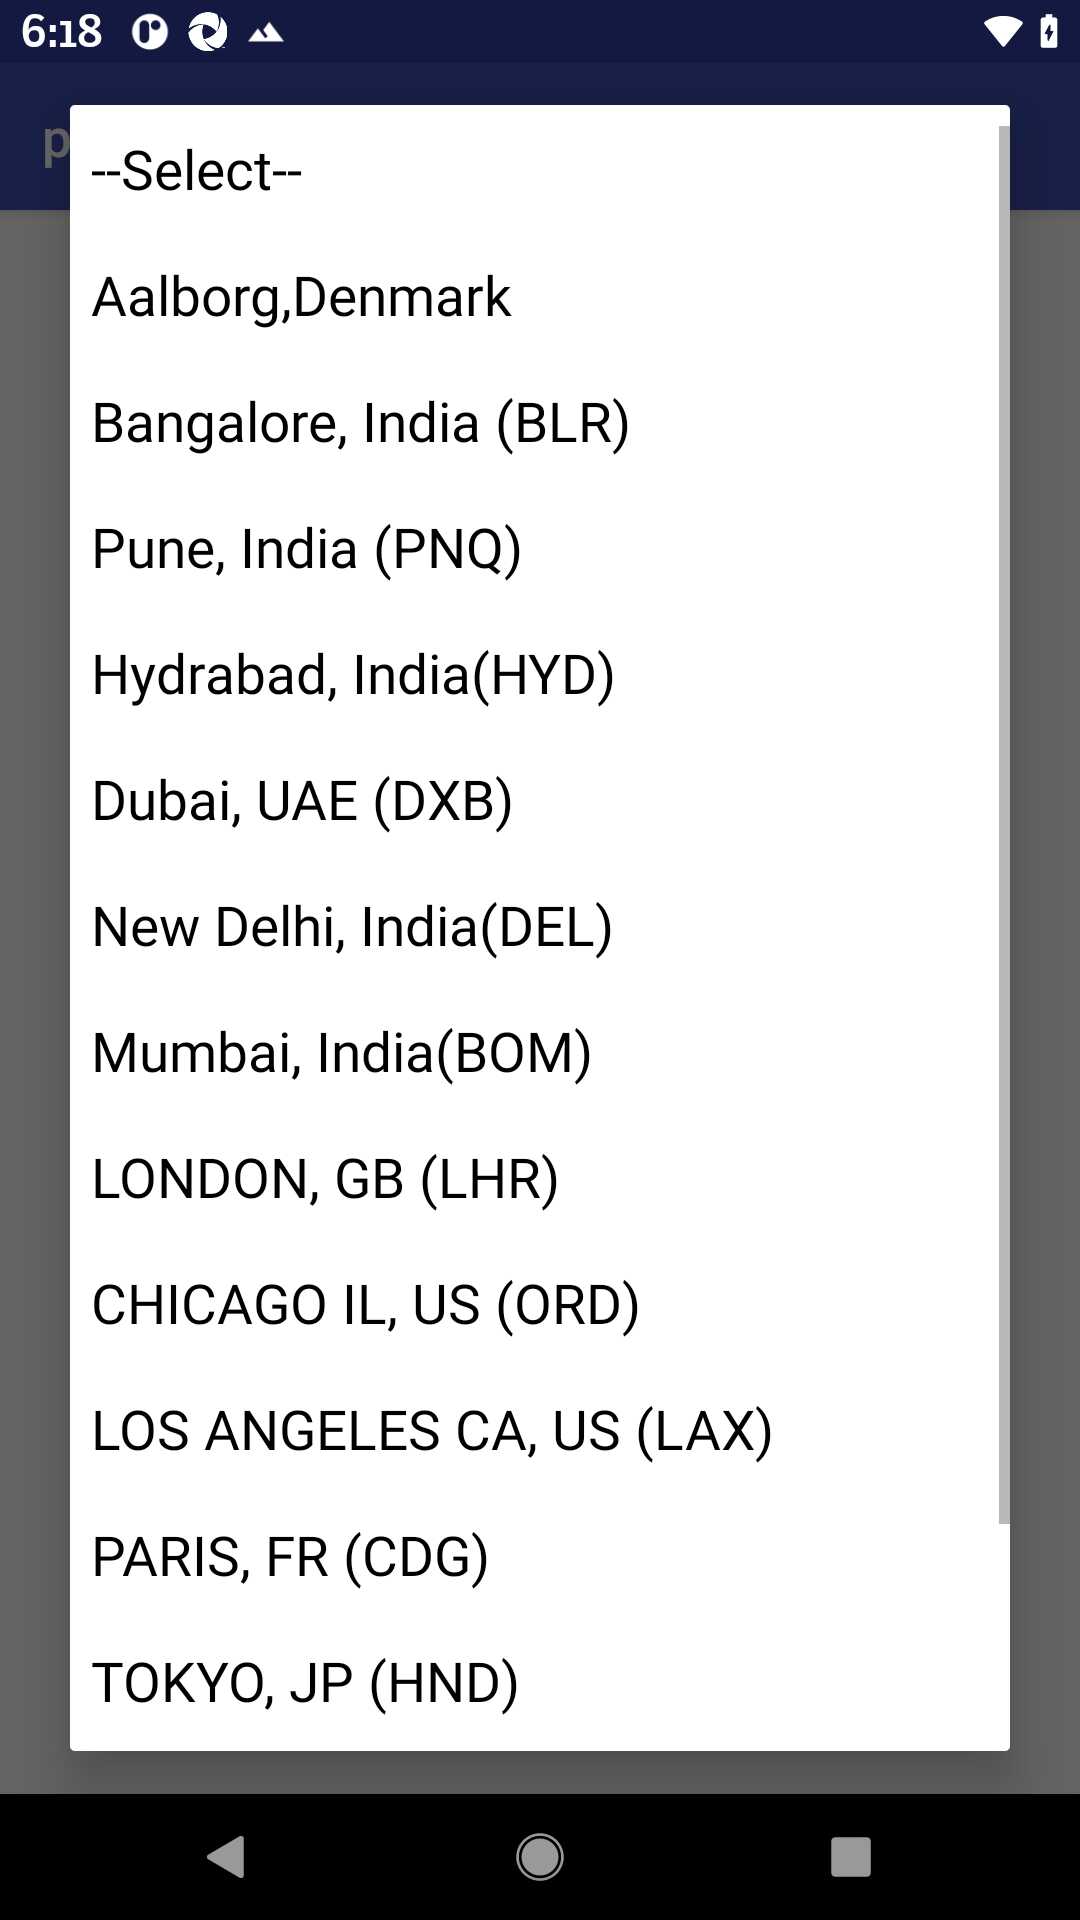 6:18
p
--Select--
Aalborg,Denmark
Bangalore, India (BLR)
Pune, India (PNQ)
Hydrabad, India(HYD)
Dubai, UAE (DXB)
New Delhi, India(DEL)
Mumbai, India(BOM)
LONDON, GB (LHR)
CHICAGO IL, US (ORD)
LOS ANGELES CA, US (LAX)
PARIS, FR (CDG)
TOKYO, JP (HND)